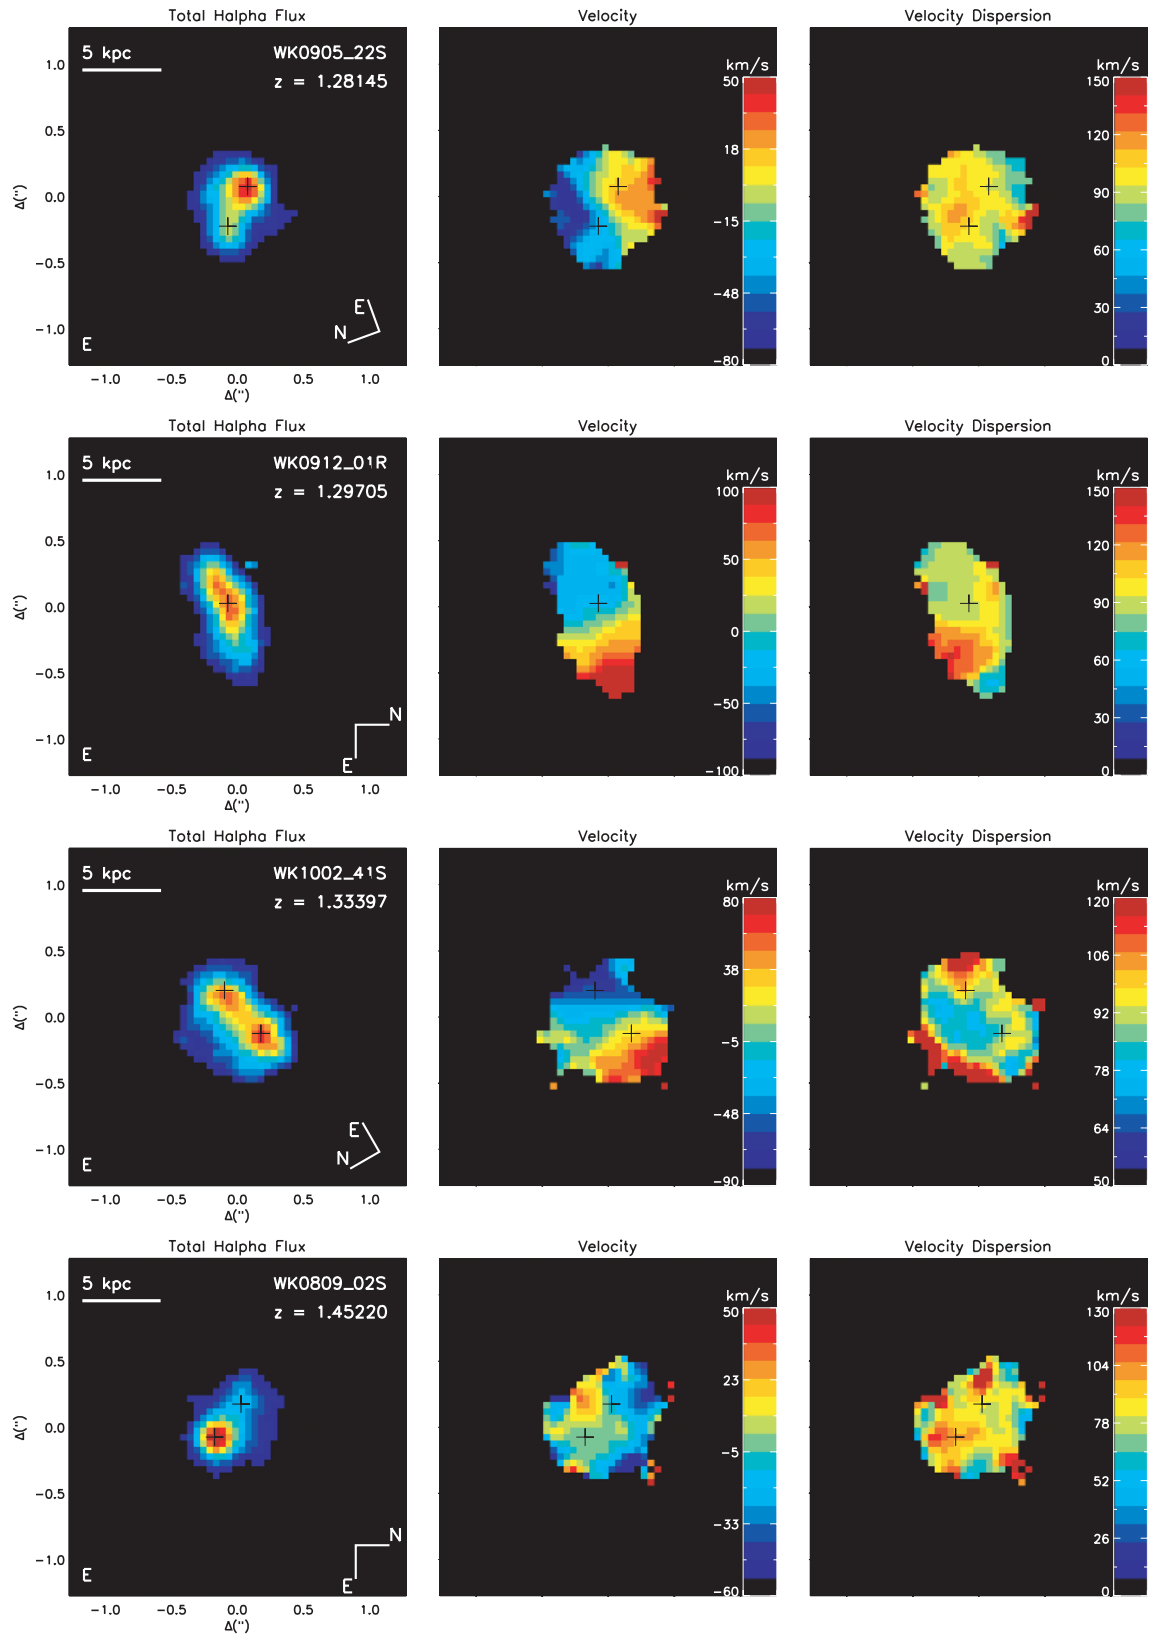 Total Halpha Flux Velocity Velocity Dispersion
5 kpc WK0905_22S
z = 1.28145
km/s km/s
1.0
0.5
0.0
-0.5
-1.0
Δ('')
E
N
E
50
18
-15
-48
-80
150
120
90
60
30
0
-1.0 -0.5 0.0 0.5 1.0
Δ('')
Total Halpha Flux Velocity Velocity Dispersion
5 kpc WK0912_01R
z = 1.29705
km/s km/s
1.0
0.5
0.0
-0.5
-1.0
Δ('')
N
E
E
100
50
0
-50
-100
150
120
90
60
30
0
-1.0 -0.5 0.0 0.5 1.0
Δ('')
Total Halpha Flux Velocity Velocity Dispersion
5 kpc WK1002_41S
z = 1.33397
km/s km/s
1.0
0.5
0.0
-0.5
-1.0
Δ('')
E
N
E
80
38
-5
-48
-90
120
106
92
78
64
50
-1.0 -0.5 0.0 0.5 1.0
Δ('')
Total Halpha Flux Velocity Velocity Dispersion
5 kpc WK0809_02S
z = 1.45220
km/s km/s
1.0
0.5
0.0
-0.5
-1.0
Δ('')
N
E
E
50
23
-5
-33
-60
130
104
78
52
26
0
-1.0 -0.5 0.0 0.5 1.0
Δ('')